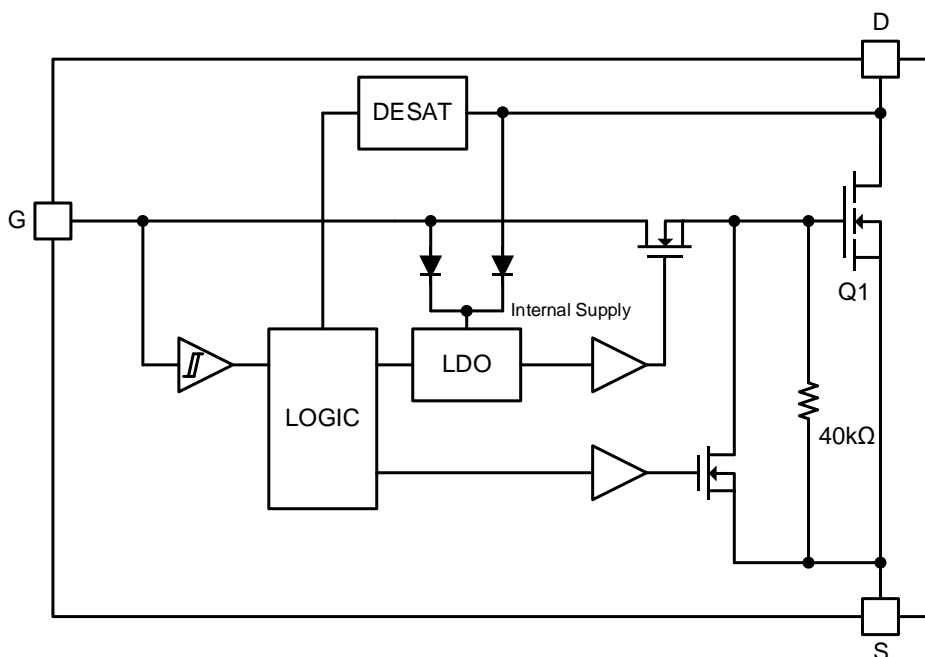 D
DESAT
G
Q1
Internal Supply
LDO
LOGIC
40kΩ
S